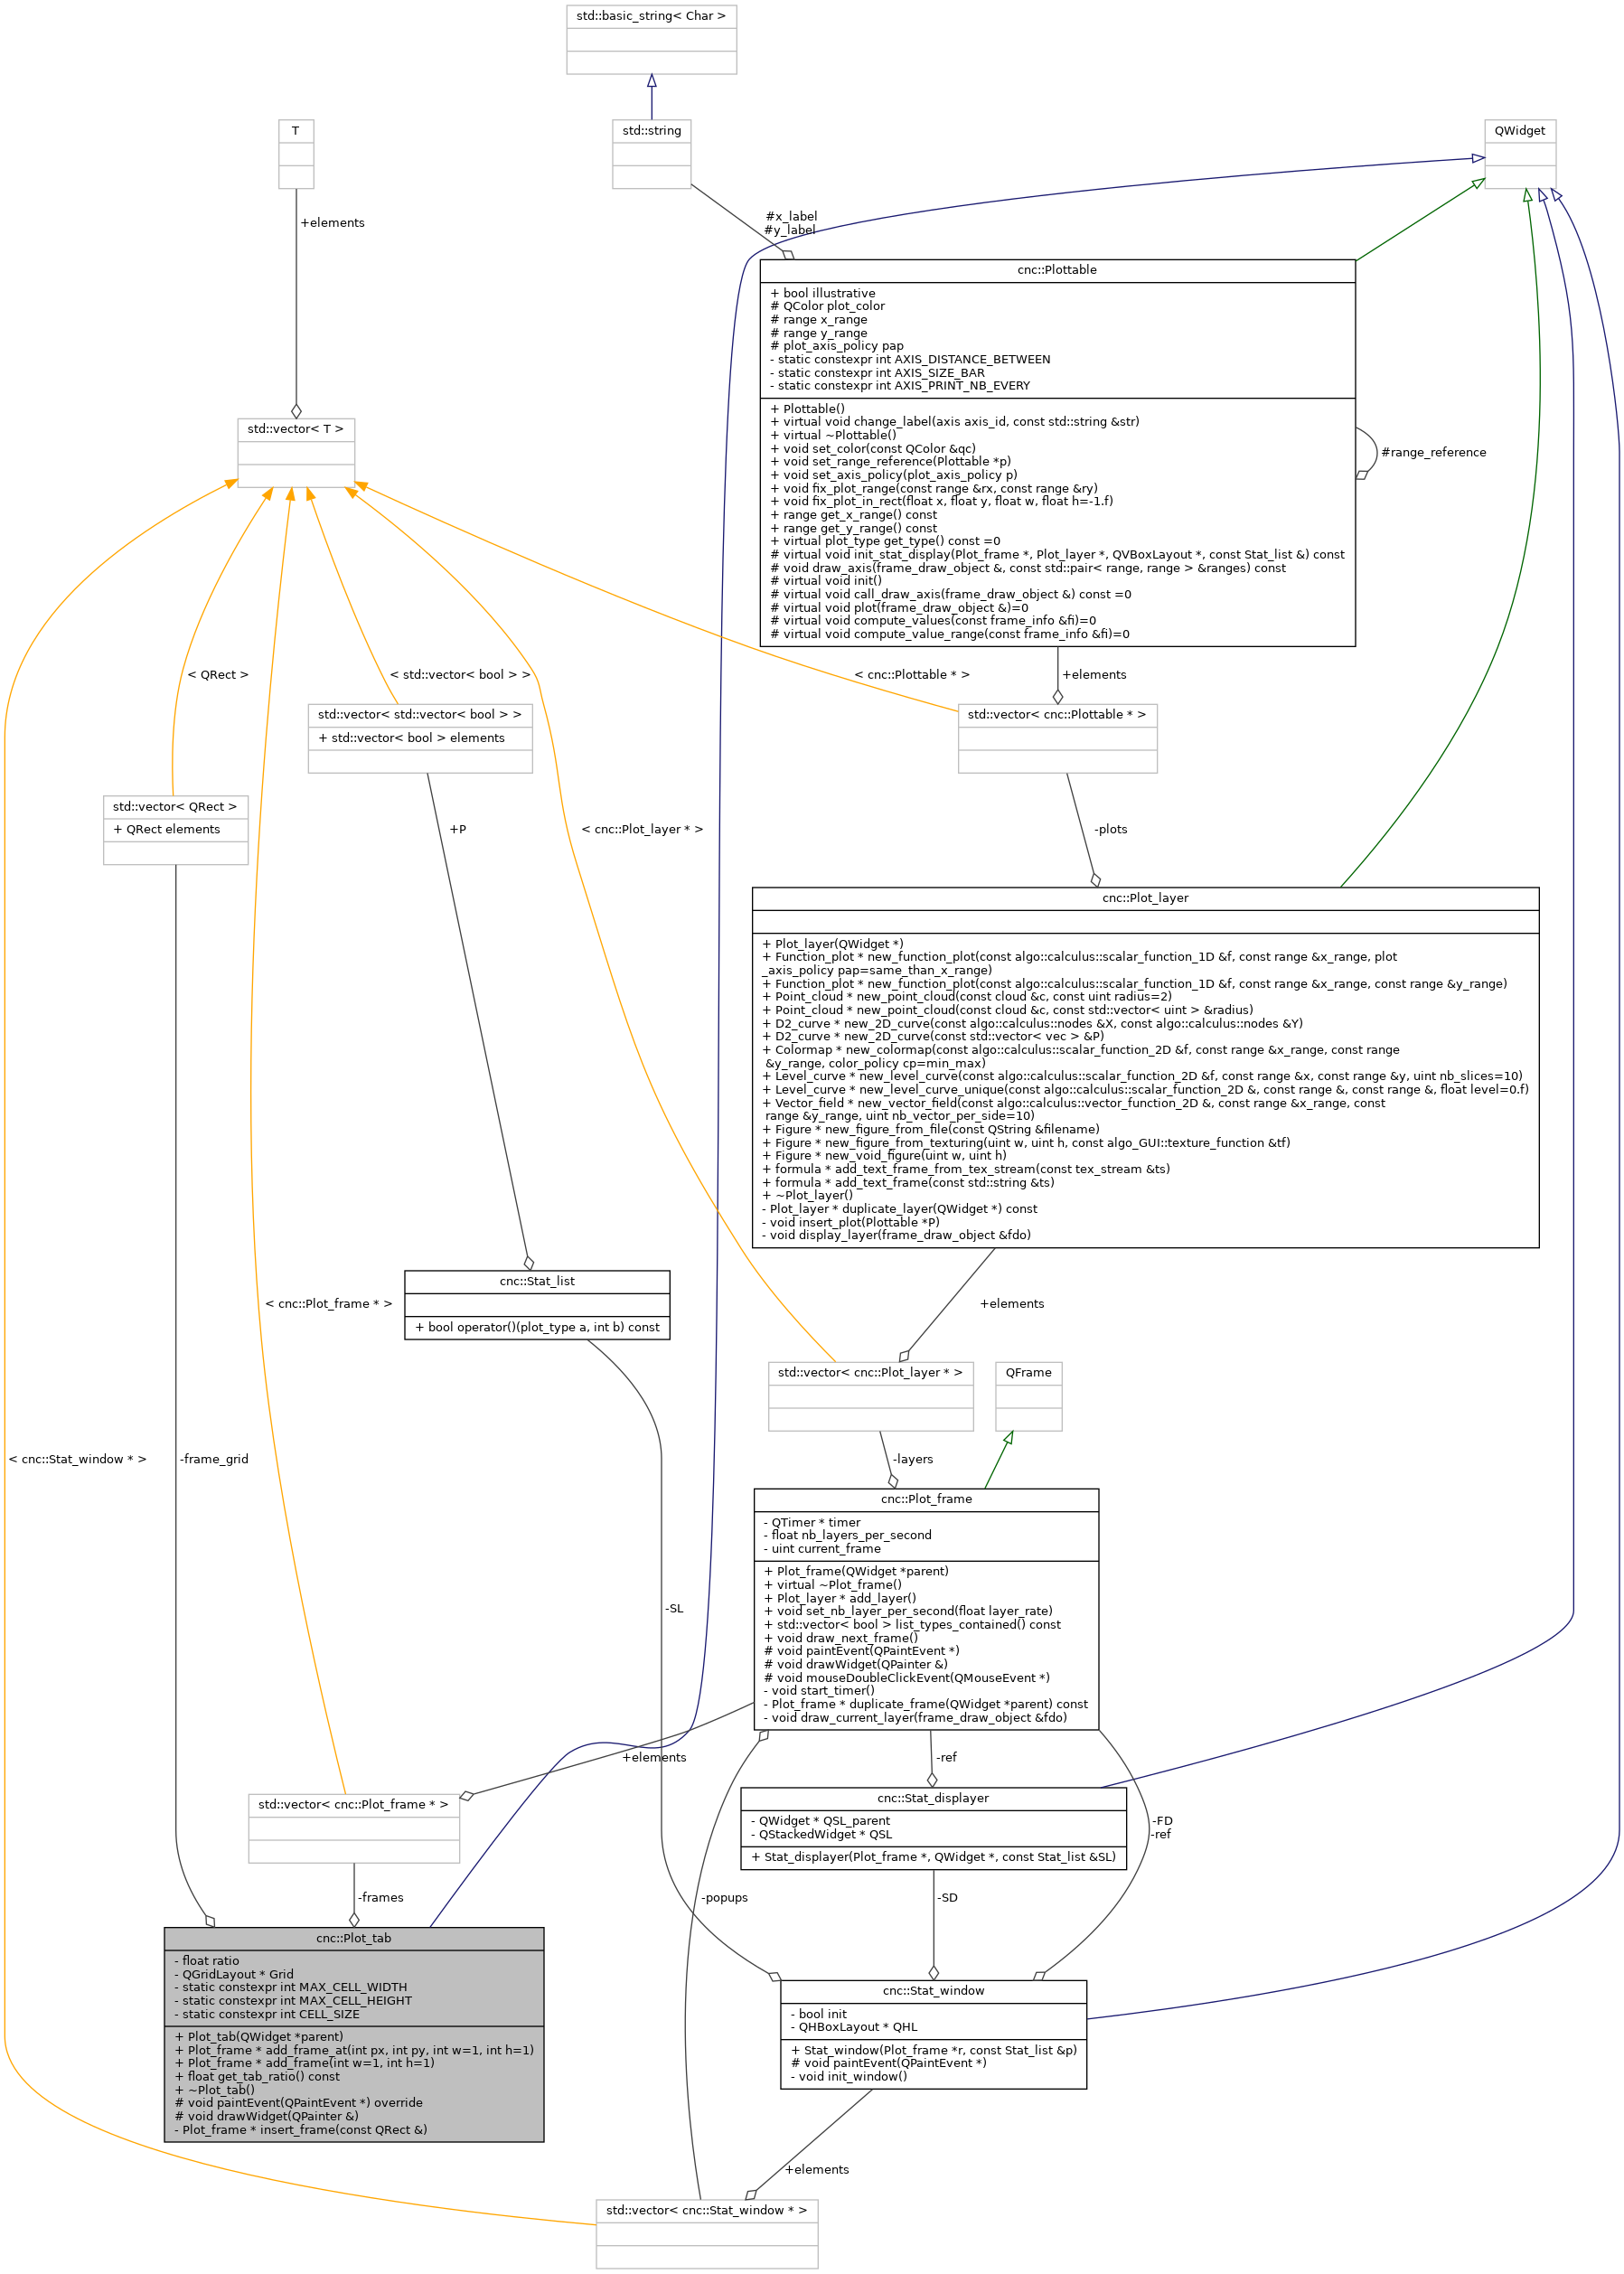 std::basic_string< Char >
T
std::string
QWidget
+elements
#x_label
#y_label
cnc::Plottable
+ bool illustrative
# QColor plot_color
# range x_range
# range y_range
# plot_axis_policy pap
- static constexpr int AXIS_DISTANCE_BETWEEN
- static constexpr int AXIS_SIZE_BAR
- static constexpr int AXIS_PRINT_NB_EVERY
+ Plottable()
+ virtual void change_label(axis axis_id, const std::string &str)
+ virtual ~Plottable()
+ void set_color(const QColor &qc)
+ void set_range_reference(Plottable *p)
+ void set_axis_policy(plot_axis_policy p)
+ void fix_plot_range(const range &rx, const range &ry)
+ void fix_plot_in_rect(float x, float y, float w, float h=-1.f)
+ range get_x_range() const
+ range get_y_range() const
+ virtual plot_type get_type() const =0
# virtual void init_stat_display(Plot_frame *, Plot_layer *, QVBoxLayout *, const Stat_list &) const
# void draw_axis(frame_draw_object &, const std::pair< range, range > &ranges) const
# virtual void init()
# virtual void call_draw_axis(frame_draw_object &) const =0
# virtual void plot(frame_draw_object &)=0
# virtual void compute_values(const frame_info &fi)=0
# virtual void compute_value_range(const frame_info &fi)=0
#range_reference
std::vector< T >
< QRect >
< std::vector< bool > >
< cnc::Plottable * >
+elements
std::vector< std::vector< bool > >
+ std::vector< bool > elements
std::vector< cnc::Plottable * >
std::vector< QRect >
+ QRect elements
+P
< cnc::Plot_layer * >
-plots
cnc::Plot_layer
+ Plot_layer(QWidget *)
+ Function_plot * new_function_plot(const algo::calculus::scalar_function_1D &f, const range &x_range, plot
_axis_policy pap=same_than_x_range)
+ Function_plot * new_function_plot(const algo::calculus::scalar_function_1D &f, const range &x_range, const range &y_range)
+ Point_cloud * new_point_cloud(const cloud &c, const uint radius=2)
+ Point_cloud * new_point_cloud(const cloud &c, const std::vector< uint > &radius)
+ D2_curve * new_2D_curve(const algo::calculus::nodes &X, const algo::calculus::nodes &Y)
+ D2_curve * new_2D_curve(const std::vector< vec > &P)
+ Colormap * new_colormap(const algo::calculus::scalar_function_2D &f, const range &x_range, const range
&y_range, color_policy cp=min_max)
+ Level_curve * new_level_curve(const algo::calculus::scalar_function_2D &f, const range &x, const range &y, uint nb_slices=10)
+ Level_curve * new_level_curve_unique(const algo::calculus::scalar_function_2D &, const range &, const range &, float level=0.f)
+ Vector_field * new_vector_field(const algo::calculus::vector_function_2D &, const range &x_range, const
range &y_range, uint nb_vector_per_side=10)
+ Figure * new_figure_from_file(const QString &filename)
+ Figure * new_figure_from_texturing(uint w, uint h, const algo_GUI::texture_function &tf)
+ Figure * new_void_figure(uint w, uint h)
+ formula * add_text_frame_from_tex_stream(const tex_stream &ts)
+ formula * add_text_frame(const std::string &ts)
+ ~Plot_layer()
- Plot_layer * duplicate_layer(QWidget *) const
- void insert_plot(Plottable *P)
- void display_layer(frame_draw_object &fdo)
cnc::Stat_list
+ bool operator()(plot_type a, int b) const
< cnc::Plot_frame * >
+elements
std::vector< cnc::Plot_layer * >
QFrame
< cnc::Stat_window * >
-frame_grid
-layers
cnc::Plot_frame
- QTimer * timer
- float nb_layers_per_second
- uint current_frame
+ Plot_frame(QWidget *parent)
+ virtual ~Plot_frame()
+ Plot_layer * add_layer()
+ void set_nb_layer_per_second(float layer_rate)
+ std::vector< bool > list_types_contained() const
+ void draw_next_frame()
# void paintEvent(QPaintEvent *)
# void drawWidget(QPainter &)
# void mouseDoubleClickEvent(QMouseEvent *)
- void start_timer()
- Plot_frame * duplicate_frame(QWidget *parent) const
- void draw_current_layer(frame_draw_object &fdo)
-SL
+elements
-ref
std::vector< cnc::Plot_frame * >
cnc::Stat_displayer
- QWidget * QSL_parent
- QStackedWidget * QSL
+ Stat_displayer(Plot_frame *, QWidget *, const Stat_list &SL)
-FD
-ref
-frames
-popups
-SD
cnc::Plot_tab
- float ratio
- QGridLayout * Grid
- static constexpr int MAX_CELL_WIDTH
- static constexpr int MAX_CELL_HEIGHT
- static constexpr int CELL_SIZE
+ Plot_tab(QWidget *parent)
+ Plot_frame * add_frame_at(int px, int py, int w=1, int h=1)
+ Plot_frame * add_frame(int w=1, int h=1)
+ float get_tab_ratio() const
+ ~Plot_tab()
# void paintEvent(QPaintEvent *) override
# void drawWidget(QPainter &)
- Plot_frame * insert_frame(const QRect &)
cnc::Stat_window
- bool init
- QHBoxLayout * QHL
+ Stat_window(Plot_frame *r, const Stat_list &p)
# void paintEvent(QPaintEvent *)
- void init_window()
+elements
std::vector< cnc::Stat_window * >